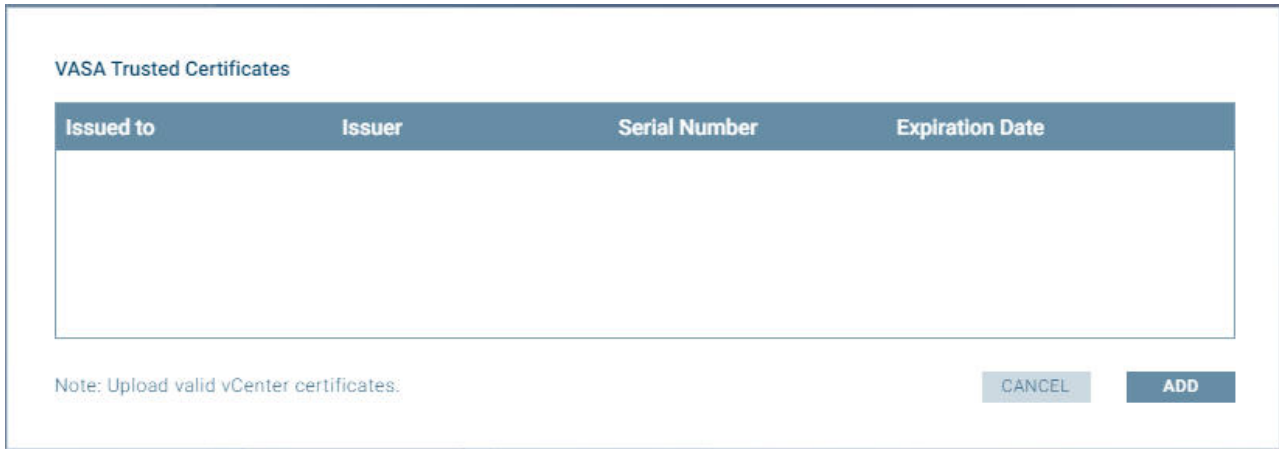 VASA Trusted Certificates
Issued to Issuer Serial Number Expiration Date
Note: Upload valid vCenter certificates. CANCEL ADD